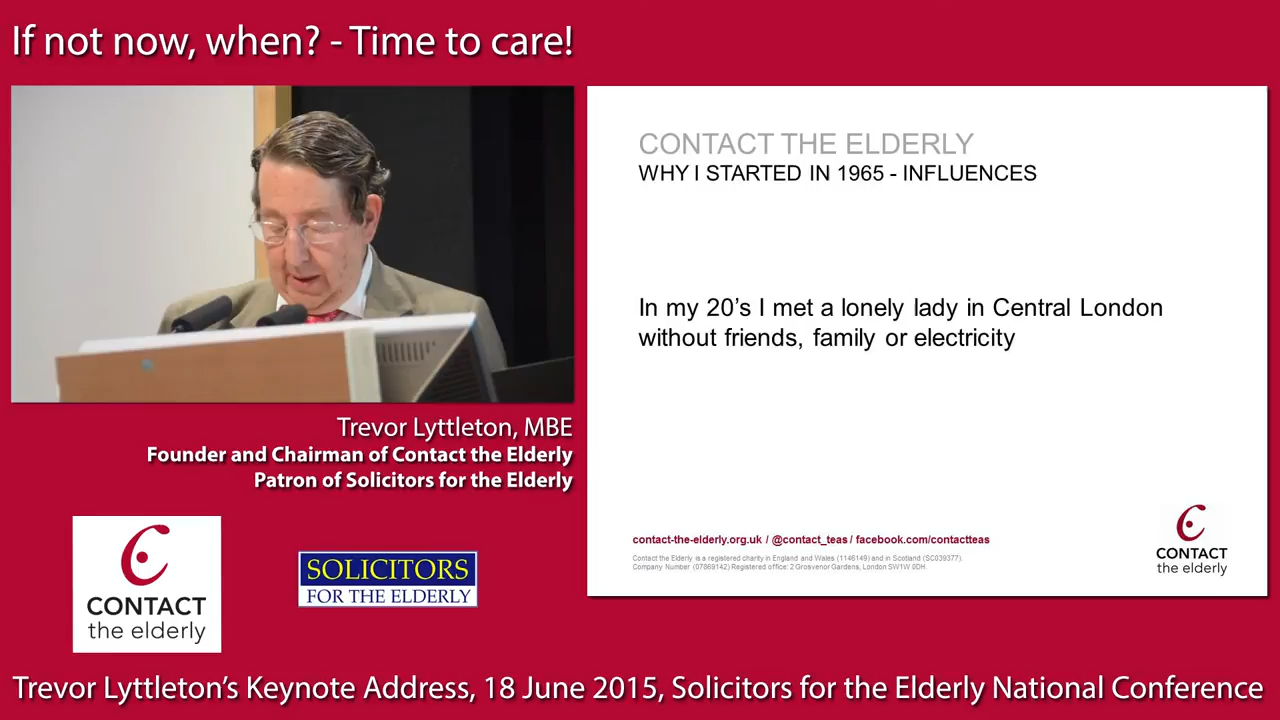 If not now, when? - Time to care!
CONTACT THE ELDERLY
WHY I STARTED IN 1965 - INFLUENCES
In my 20’s I met a lonely lady in Central London
without friends, family or electricity
contact-the-elderly.org.uk / @contact_teas / facebook.com/contactteas
Contact the Elderly is a registered charity in England and Wales (1146149) and in Scotland (SC039377).
Company Number (07869142) Registered office: 2 Grosvenor Gardens, London SW1W 0DH.
CONTACT
the elderly
Trevor Lyttleton, MBE
Founder and Chairman of Contact the Elderly
Patron of Solicitors for the Elderly
CONTACT
the elderly
SOLICITORS
FOR THE ELDERLY
Trevor Lyttleton’s Keynote Address, 18 June 2015, Solicitors for the Elderly National Conference